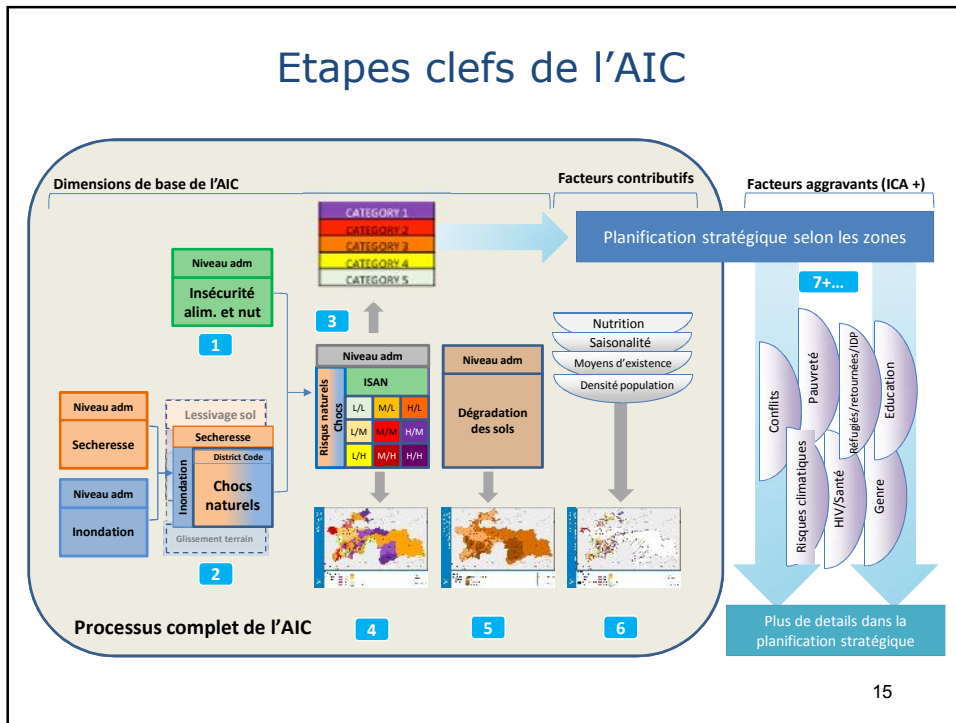 Etapes clefs de l'AIC
Dimensions de base de l'AIC
Facteurs contributifs
Facteurs aggravants (ICA +)
CATEGORY 1
CATEGORY 2
CATEGORY 3
CATEGORY 4
CATEGORY 5
Planification stratégique selon les zones
Niveau adm
Insécurité
alim. et nut
1
3
7+...
Niveau adm
Secheresse
Niveau adm
Inondation
Lessivage sol
Secheresse
District Code
Inondation
Chocs
naturels
Glissement terrain
2
Niveau adm
Risqus naturels
Chocs
ISAN
L/L M/L H/L
L/M M/M H/M
L/H M/H H/H
Niveau adm
Dégradation
des sols
Nutrition
Saisonalité
Moyens d'existence
Densité population
Conflits
Pauvreté
Réfugiés/retournées/IDP
Education
Risques climatiques
HIV/Santé
Genre
Processus complet de l'AIC
4
5
6
Plus de details dans la
planification stratégique
15